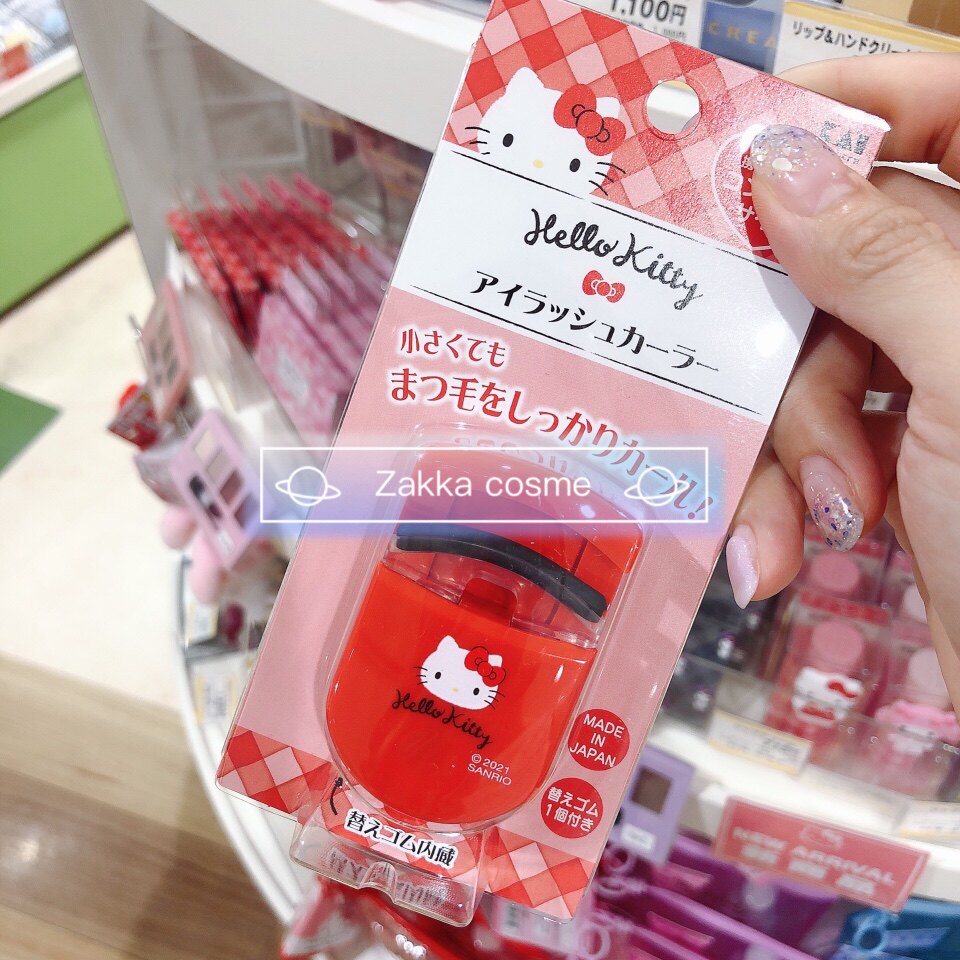 1,100円
CREA
リップ&ハンドクリーム
KAI
Hello Kitty
アイラッシュカーラー
小さくても
まつ毛をしっかりカール!
Zakka cosme
Hello Kitty
© 2021
SANRIO
MADE
IN
JAPAN
替えゴム
1個付き
替えゴム内蔵
NEW ARRIVAL